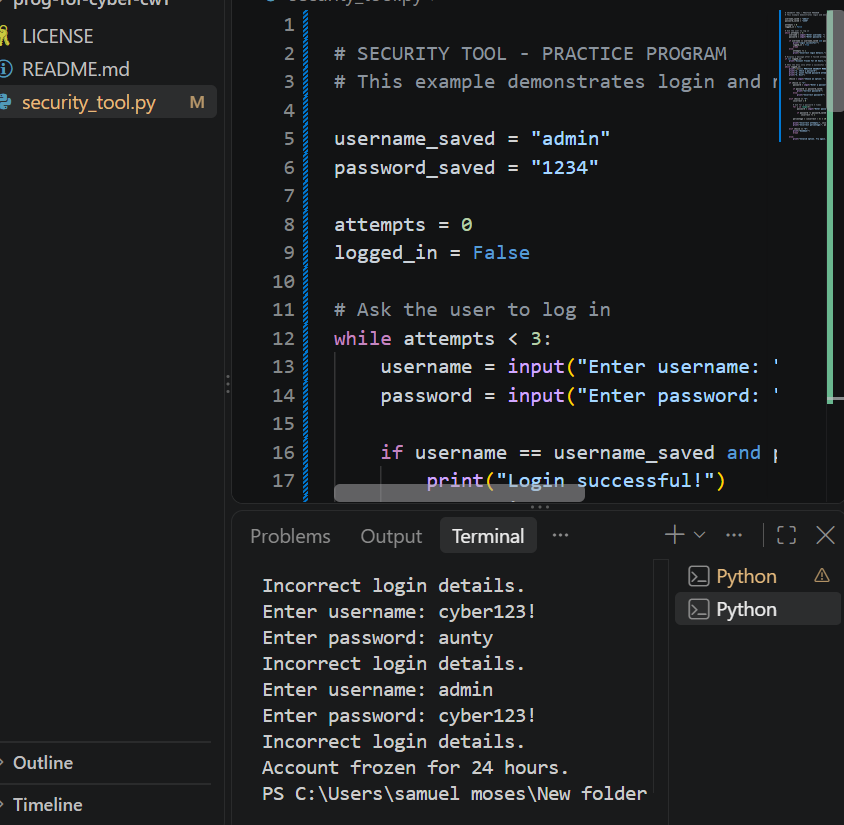 prog-for-cyber-cw1
LICENSE
README.md
security_tool.py M
security_tool.py
1
2 # SECURITY TOOL - PRACTICE PROGRAM
3 # This example demonstrates login and
4
5 username_saved = "admin"
6 password_saved = "1234"
7
8 attempts = 0
9 logged_in = False
10
11 # Ask the user to log in
12 while attempts < 3:
13 username = input("Enter username: "
14 password = input("Enter password: "
15
16 if username == username_saved and
17 print("Login successful!")
Problems Output Terminal
Incorrect login details.
Enter username: cyber123!
Enter password: aunty
Incorrect login details.
Enter username: admin
Enter password: cyber123!
Incorrect login details.
Account frozen for 24 hours.
PS C:\Users\samuel moses\New folder
Python
Python
Outline
Timeline